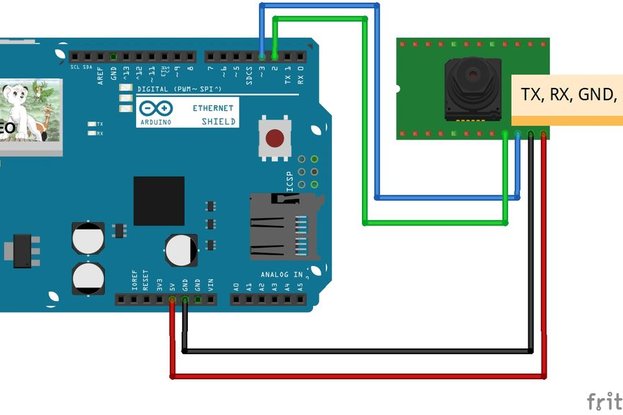 SCL SDA AREF GND ~13 ~12 ~11 ~9 ~8 ~7 ~6 ~5 SDCS ~3 2 TX 1 RX 0
DIGITAL (PWM~ SPI*)
TX
RX
ARDUINO
ETHERNET
SHIELD
EO
TX, RX, GND,
ICSP
ANALOG IN
IOREF RESET 3V3 5V GND GND VIN A0 A1 A2 A3 A4 A5
frit